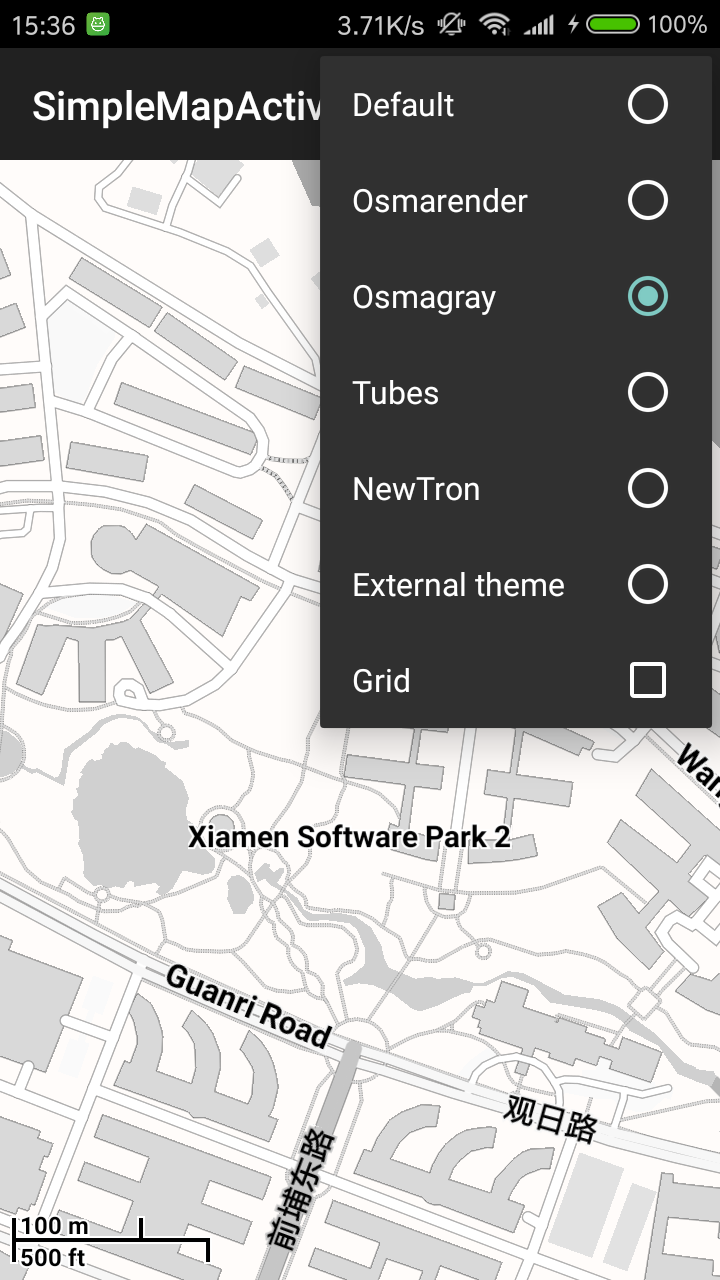 15:36 3.71K/s 100%
SimpleMapActiv
Default
Osmarender
Osmagray
Tubes
NewTron
External theme
Grid
Wan
Xiamen Software Park 2
Guanri Road
观日路
前埔东路
100 m
500 ft